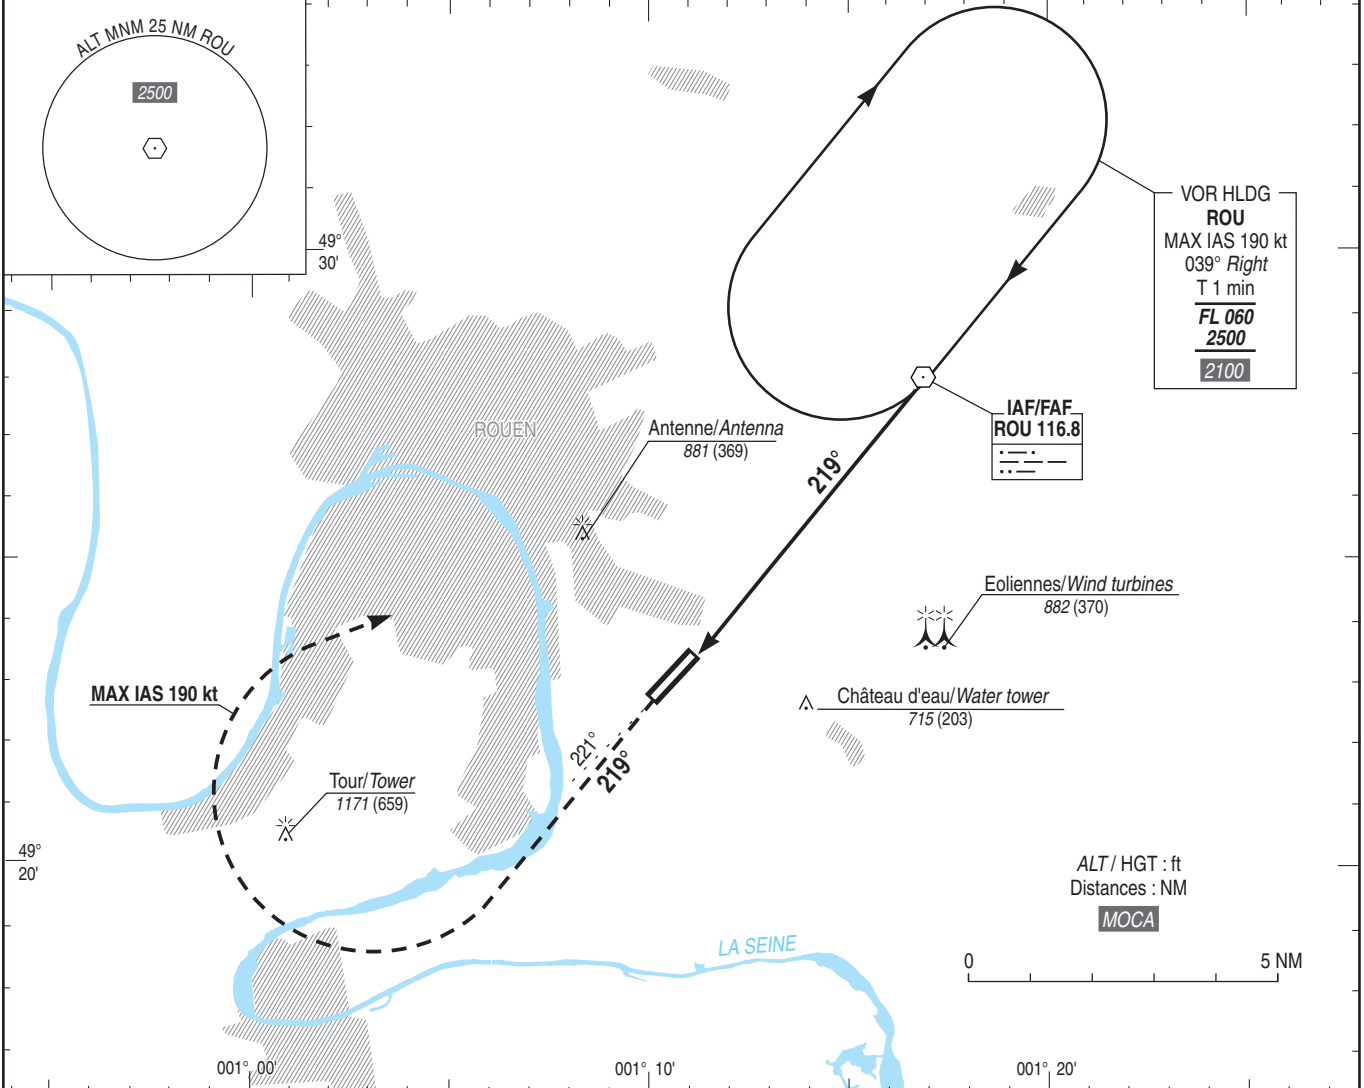 ALT MNM 25 NM ROU
2500
49°
30'
VOR HLDG
ROU
MAX IAS 190 kt
039° Right
T 1 min
FL 060
2500
2100
IAF/FAF
ROU 116.8
ROUEN
Antenne/Antenna
881 (369)
219°
Eoliennes/Wind turbines
882 (370)
MAX IAS 190 kt
Château d'eau/Water tower
715 (203)
221°
219°
Tour/Tower
1171 (659)
49°
20'
ALT / HGT : ft
Distances : NM
MOCA
LA SEINE
0
5 NM
001° 00'
001° 10'
001° 20'